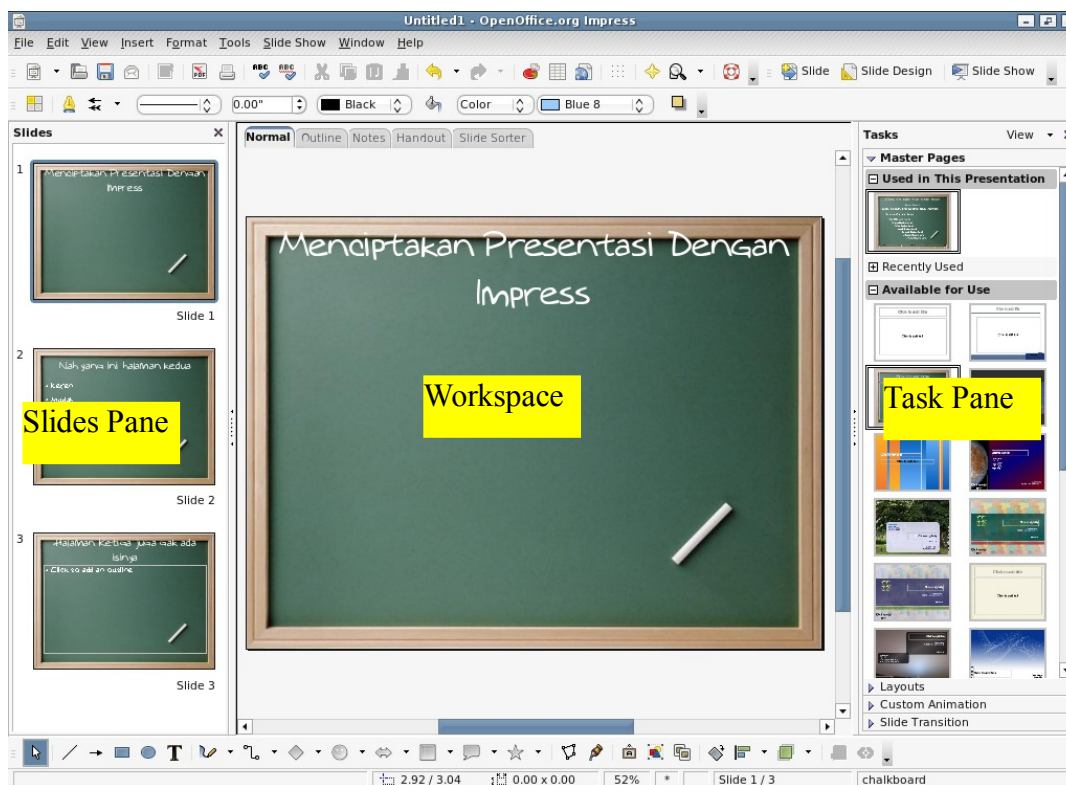 Untitled1 - OpenOffice.org Impress
File Edit View Insert Format Tools Slide Show Window Help
Slide Slide Design Slide Show
0.00" Black Color Blue 8
Slides
1
Menciptakan Presentasi Dengan
Impress
Slide 1
2
Nah yang ini halaman kedua
• Keren
Slides Pane
Slide 2
3
Halaman ketiga juga gak ada
isinya
• Click to add an outline
Slide 3
Normal Outline Notes Handout Slide Sorter
Menciptakan Presentasi Dengan
Impress
Workspace
Tasks View
Master Pages
Used in This Presentation
Recently Used
Available for Use
Task Pane
Layouts
Custom Animation
Slide Transition
2.92 / 3.04 0.00 x 0.00 52% * Slide 1 / 3 chalkboard